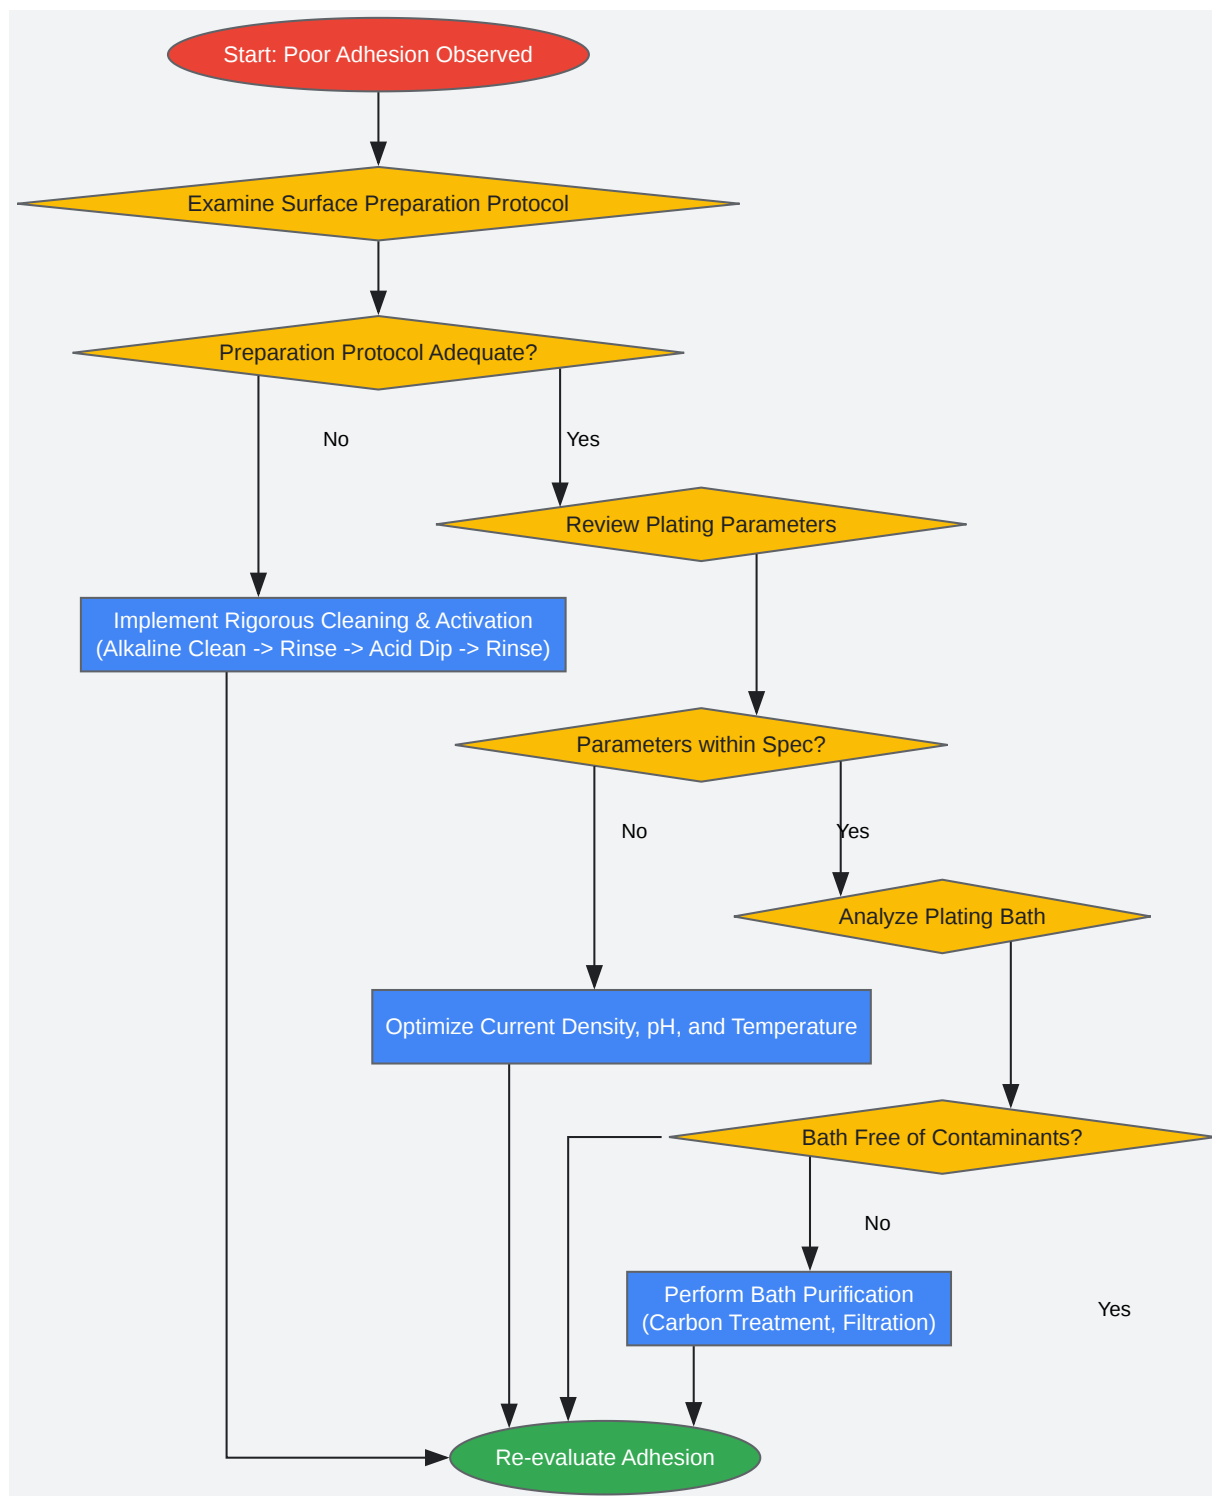 Start: Poor Adhesion Observed
Examine Surface Preparation Protocol
Preparation Protocol Adequate?
No
Yes
Review Plating Parameters
Implement Rigorous Cleaning & Activation
(Alkaline Clean -> Rinse -> Acid Dip -> Rinse)
Parameters within Spec?
No
Yes
Analyze Plating Bath
Optimize Current Density, pH, and Temperature
Bath Free of Contaminants?
No
Perform Bath Purification
(Carbon Treatment, Filtration)
Yes
Re-evaluate Adhesion